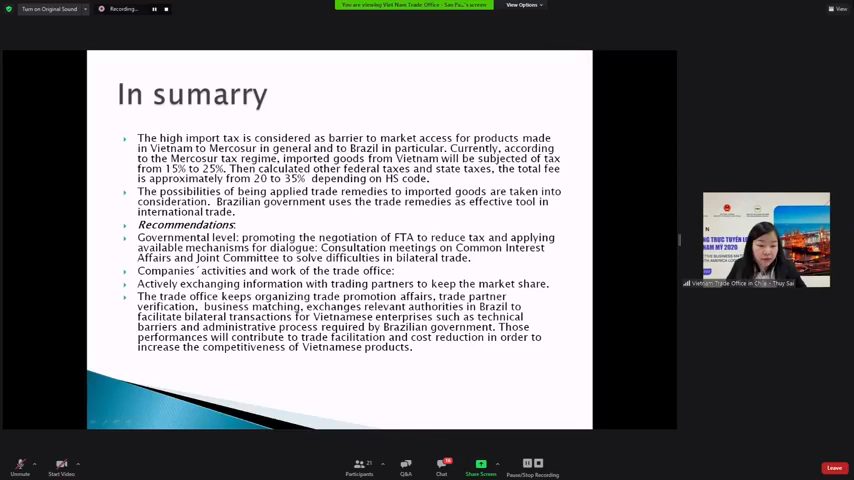 Turn on Original Sound
Recording...
You are viewing Viet Nam Trade Office - Sao Pa...'s screen
View Options
View
In sumarry
The high import tax is considered as barrier to market access for products made
in Vietnam to Mercosur in general and to Brazil in particular. Currently, according
to the Mercosur tax regime, imported goods from Vietnam will be subjected of tax
from 15% to 25%. Then calculated other federal taxes and state taxes, the total fee
is approximately from 20 to 35% depending on HS code.
The possibilities of being applied trade remedies to imported goods are taken into
consideration. Brazilian government uses the trade remedies as effective tool in
international trade.
Recommendations:
Governmental level: promoting the negotiation of FTA to reduce tax and applying
available mechanisms for dialogue: Consultation meetings on Common Interest
Affairs and Joint Committee to solve difficulties in bilateral trade.
Companies´activities and work of the trade office:
Actively exchanging information with trading partners to keep the market share.
The trade office keeps organizing trade promotion affairs, trade partner
verification, business matching, exchanges relevant authorities in Brazil to
facilitate bilateral transactions for Vietnamese enterprises such as technical
barriers and administrative process required by Brazilian government. Those
performances will contribute to trade facilitation and cost reduction in order to
increase the competitiveness of Vietnamese products.
Vietnam Trade Office in Chile - Thuy Sai
Unmute
Start Video
Participants
21
Q&A
Chat
Share Screen
Pause/Stop Recording
Leave